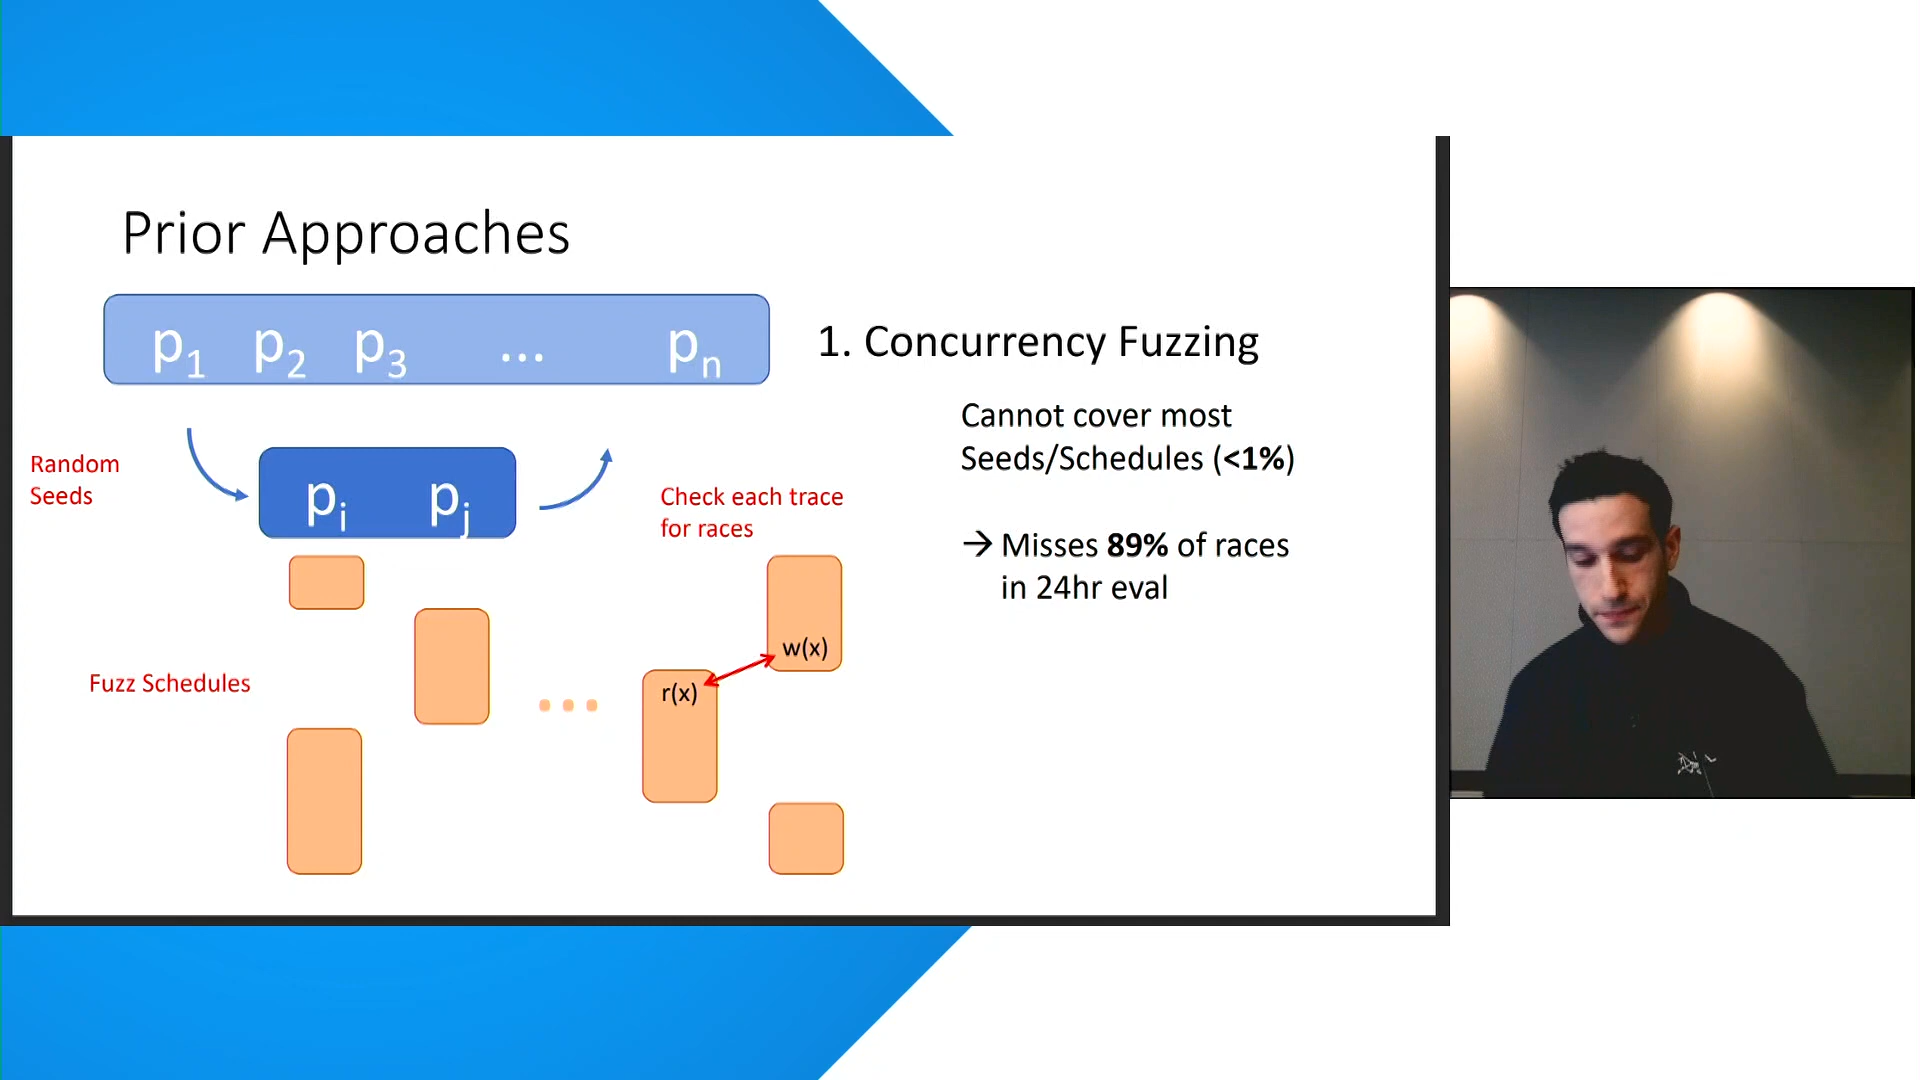 Prior Approaches
p1 p2 p3 ... pn
1. Concurrency Fuzzing
Cannot cover most
Seeds/Schedules (<1%)
→ Misses 89% of races
in 24hr eval
Random
Seeds
pi pj
Check each trace
for races
w(x)
r(x)
Fuzz Schedules
...